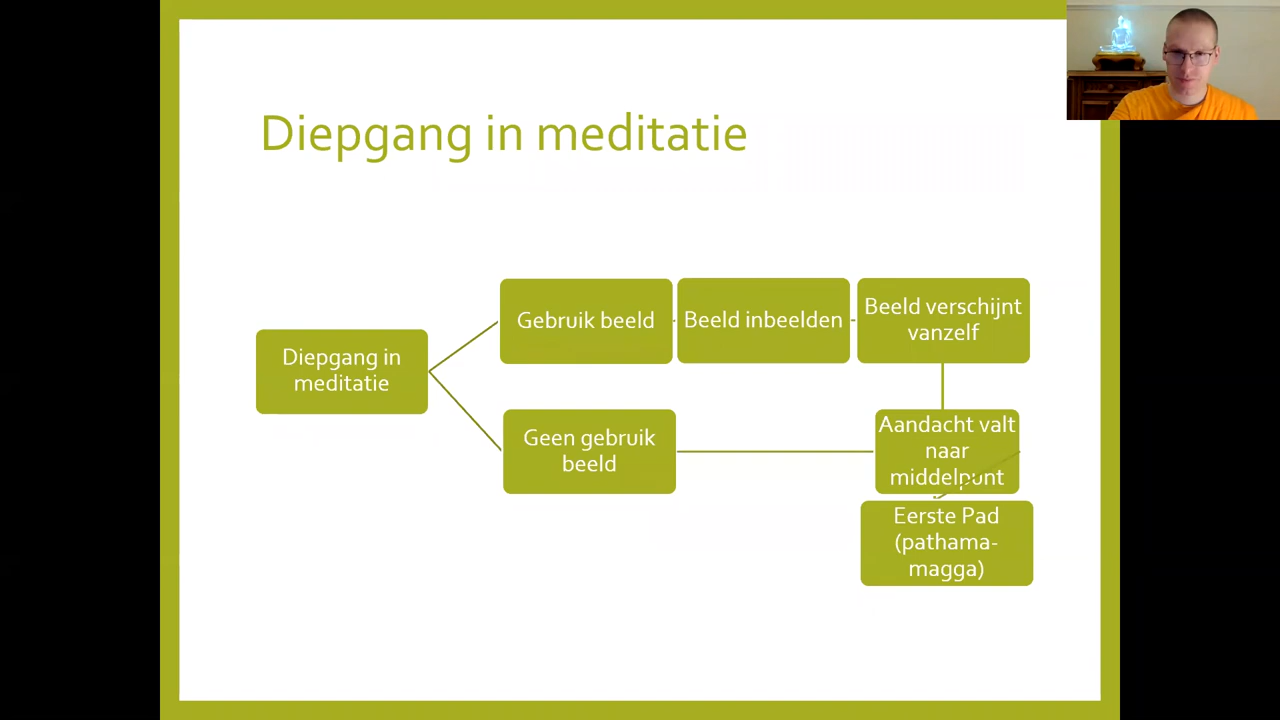 Diepgang in meditatie
Diepgang in
meditatie
Gebruik beeld
Beeld inbeelden
Beeld verschijnt
vanzelf
Geen gebruik
beeld
Aandacht valt
naar
middelpunt
Eerste Pad
(pathama-
magga)